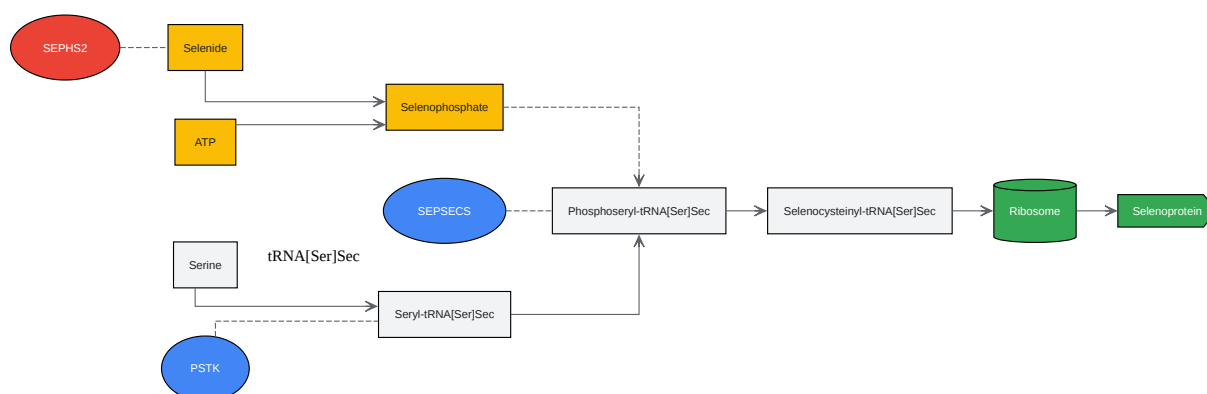 SEPHS2
Selenide
Selenophosphate
ATP
SEPSECS
Phosphoseryl-tRNA[Ser]Sec
Selenocysteinyl-tRNA[Ser]Sec
Ribosome
Selenoprotein
Serine
tRNA[Ser]Sec
Seryl-tRNA[Ser]Sec
PSTK